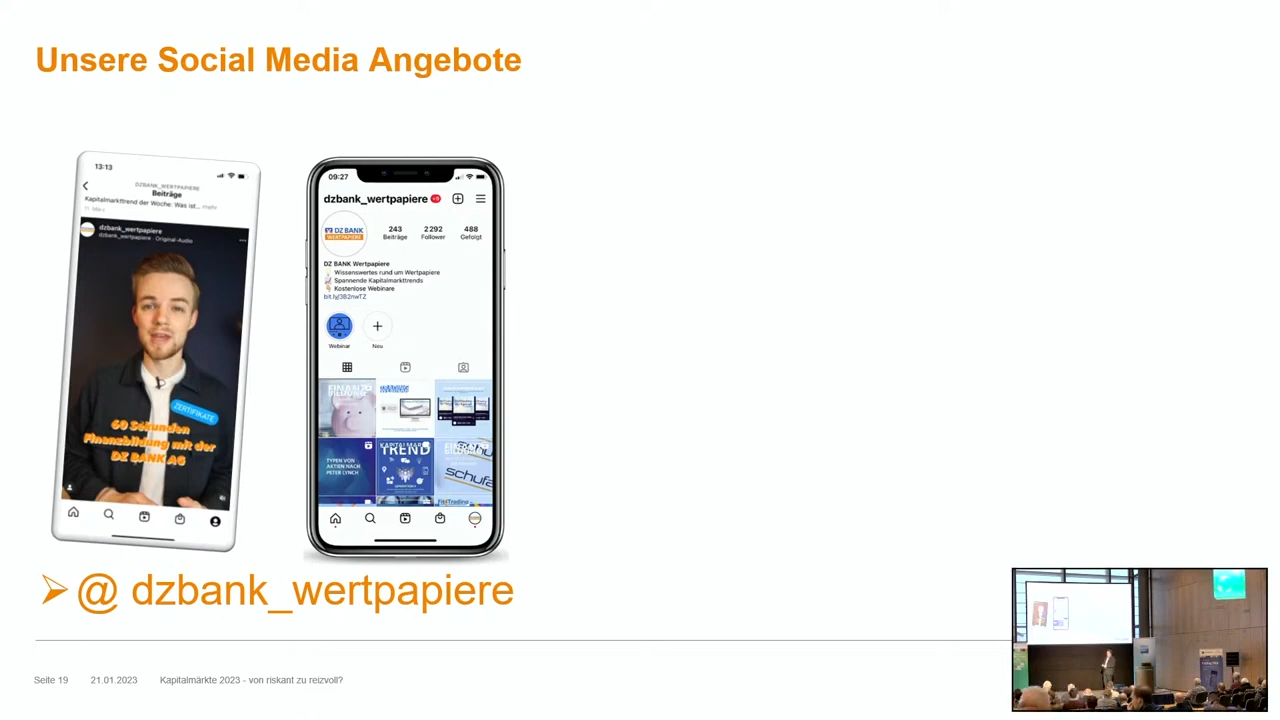 Unsere Social Media Angebote
13:13
DZBANK_WERTPAPIERE
Beiträge
Kapitalmarkttrend der Woche: Was ist... mehr
dzbank_wertpapiere
dzbank_wertpapiere · Original-Audio
ZERTIFIKATE
60 Sekunden
Finanzbildung mit der
DZ BANK AG
09:27
dzbank_wertpapiere
DZ BANK
WERTPAPIERE
243
Beiträge
2292
Follower
488
Gefolgt
DZ BANK Wertpapiere
Wissenswertes rund um Wertpapiere
Spannende Kapitalmarkttrends
Kostenlose Webinare
bit.ly/3B2nwTZ
Webinar
Neu
FINANZ
BILDUNG
TYPEN VON
AKTIEN NACH
PETER LYNCH
KAPITALMARKT
TREND
schufa
@ dzbank_wertpapiere
Seite 19
21.01.2023
Kapitalmärkte 2023 - von riskant zu reizvoll?